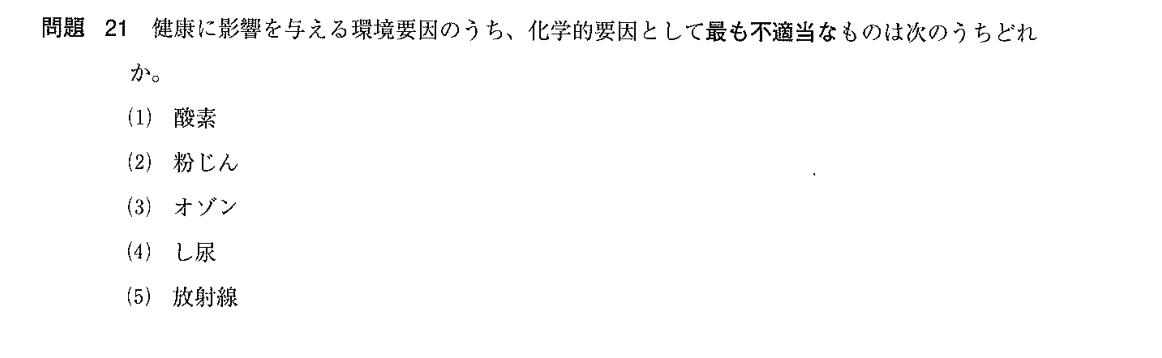 問題 21 健康に影響を与える環境要因のうち、化学的要因として最も不適当なものは次のうちどれ
か。
(1) 酸素
(2) 粉じん
(3) オゾン
(4) し尿
(5) 放射線